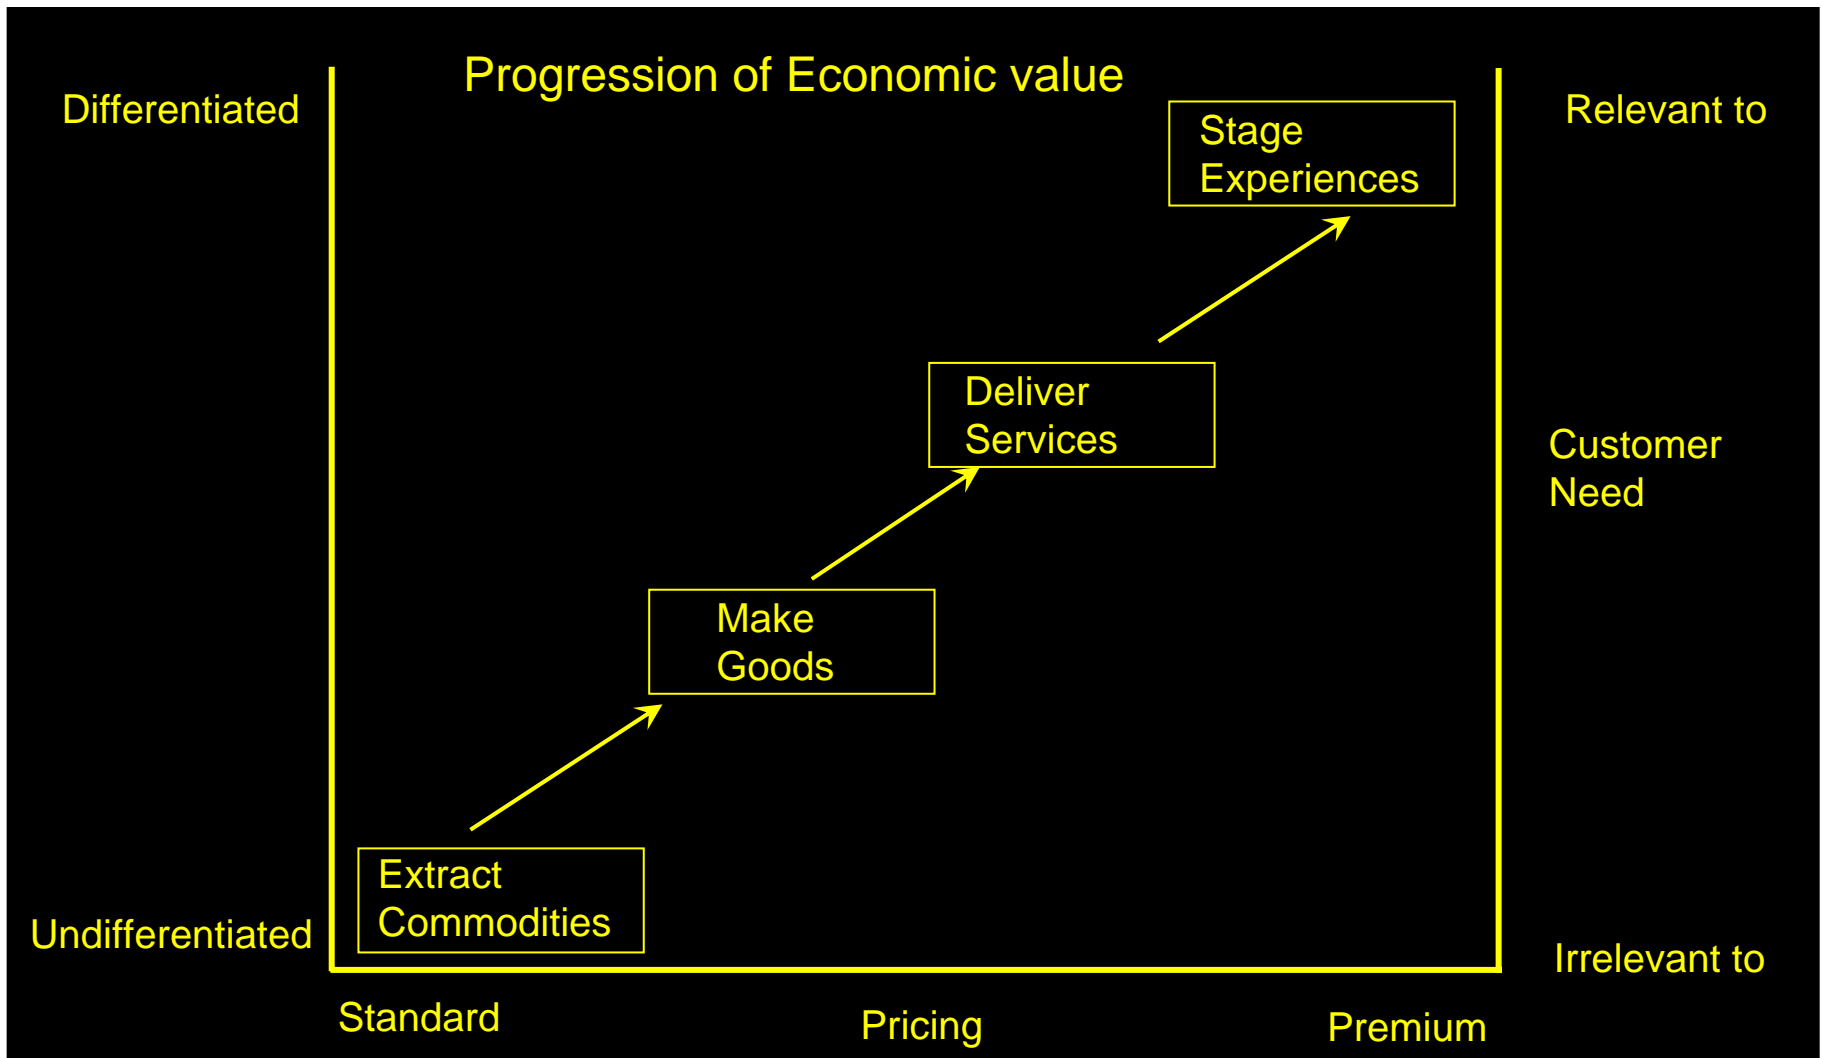 Progression of Economic value
Differentiated
Relevant to
Stage
Experiences
Deliver
Services
Customer
Need
Make
Goods
Extract
Commodities
Undifferentiated
Irrelevant to
Standard
Pricing
Premium